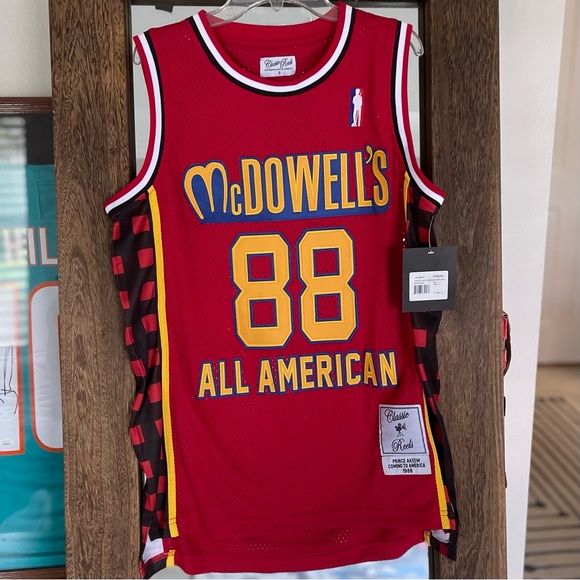 Classic Reels
S
McDOWELL'S
88
ALL AMERICAN
Classic
Reels
PRINCE AKEEM
COMING TO AMERICA
1988